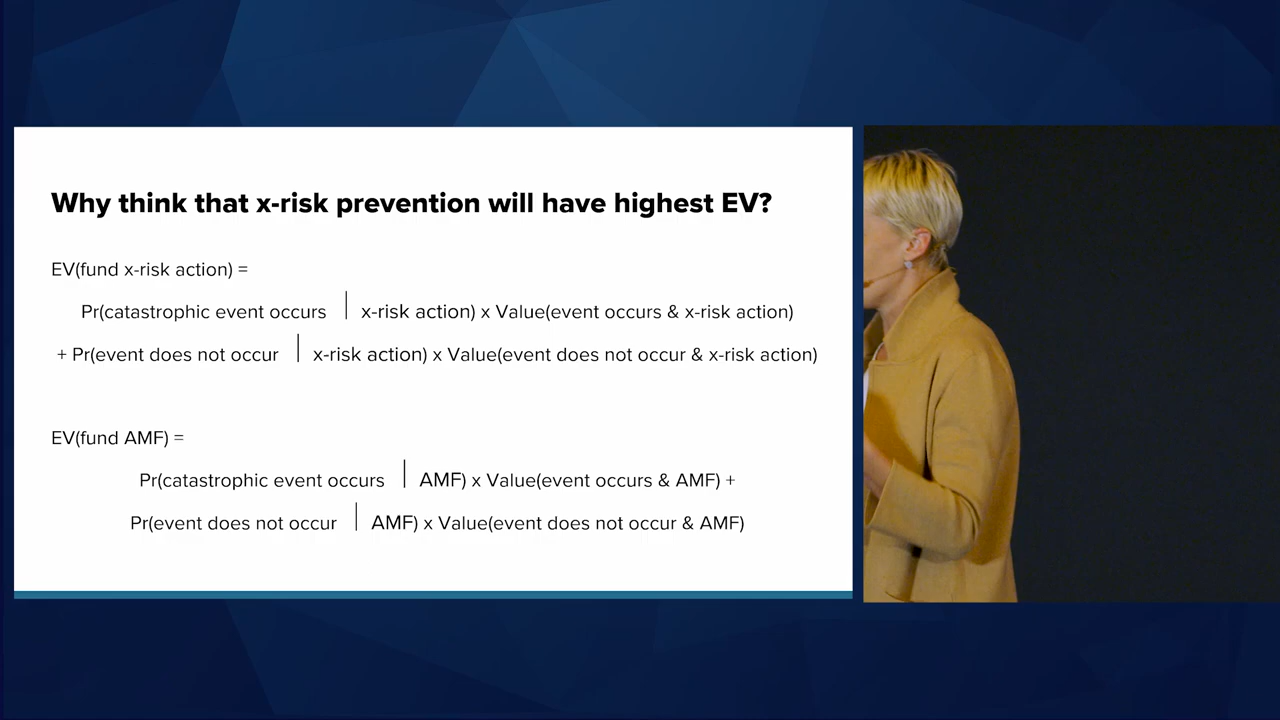 Why think that x-risk prevention will have highest EV?
EV(fund x-risk action) =
Pr(catastrophic event occurs | x-risk action) x Value(event occurs & x-risk action)
+ Pr(event does not occur | x-risk action) x Value(event does not occur & x-risk action)
EV(fund AMF) =
Pr(catastrophic event occurs | AMF) x Value(event occurs & AMF) +
Pr(event does not occur | AMF) x Value(event does not occur & AMF)